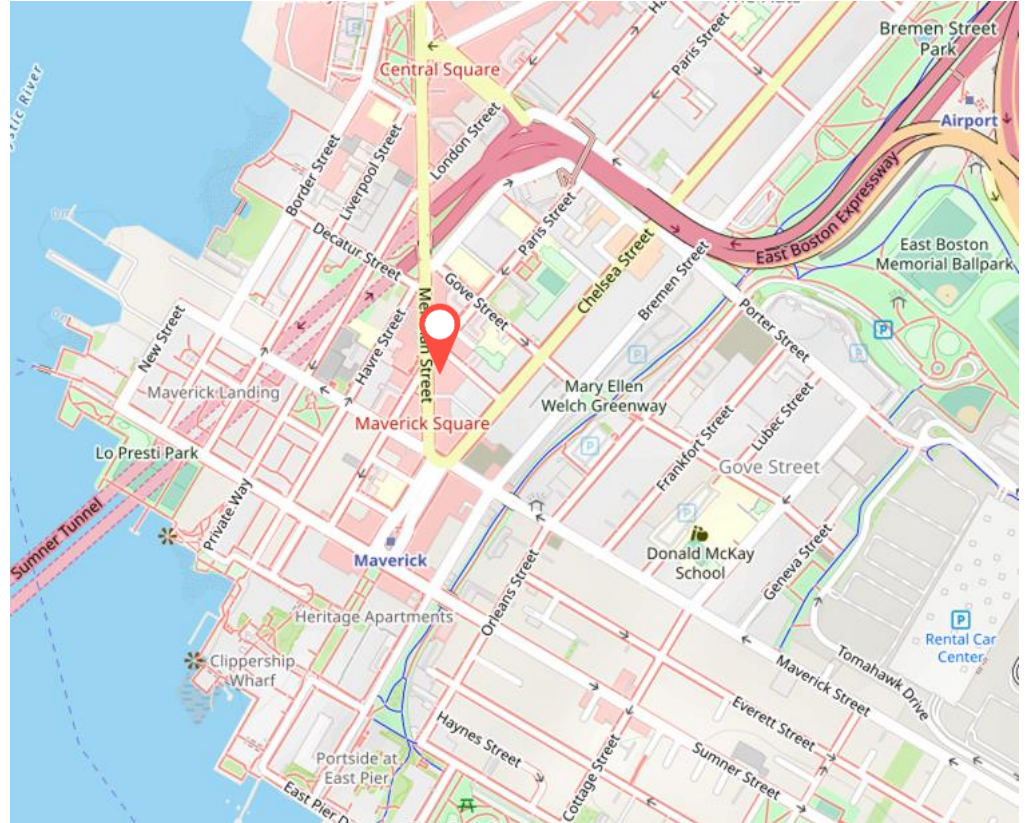 Bremen Street
Park
Central Square
Paris Street
Airport
London Street
Liverpool Street
Border Street
Paris Street
East Boston Expressway
East Boston
Memorial Ballpark
Decatur Street
Gove Street
Chelsea Street
Bremen Street
Porter Street
P
New Street
Havre Street
Maverick Landing
Mary Ellen
Welch Greenway
Maverick Square
Lubec Street
Frankfort Street
Lo Presti Park
Gove Street
P
P
P
P
Sumner Tunnel
Private Way
Maverick
Donald McKay
School
Geneva Street
Orleans Street
Heritage Apartments
P
Rental Car
Center
Clippership
Wharf
Maverick Street
Tomahawk Drive
Everett Street
Haynes Street
Sumner Street
Portside at
East Pier
Cottage Street